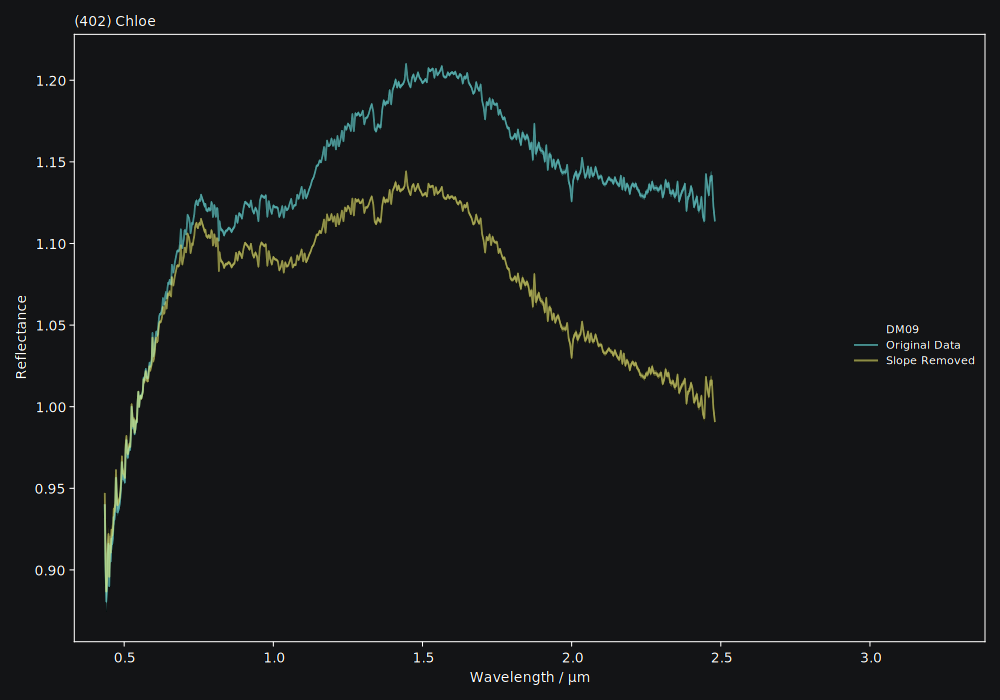 (402) Chloe
1.20
1.15
1.10
1.05
1.00
0.95
0.90
Reflectance
DM09
Original Data
Slope Removed
0.5 1.0 1.5 2.0 2.5 3.0
Wavelength / µm